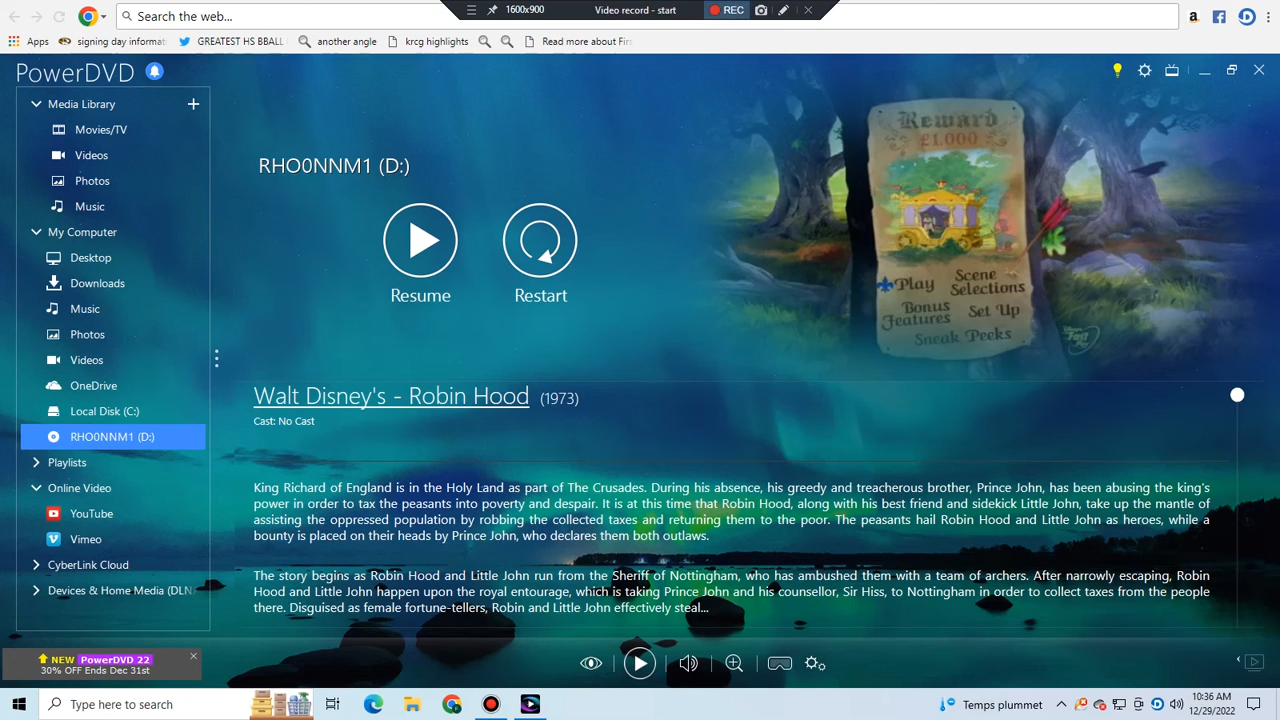 1600x900
Video record - start
REC
Search the web...
a
Apps
signing day informat
GREATEST HS BBALL
another angle
krcg highlights
Read more about Firs
PowerDVD
Media Library
Movies/TV
Videos
Photos
Music
My Computer
Desktop
Downloads
Music
Photos
Videos
OneDrive
Local Disk (C:)
RHO0NNM1 (D:)
Playlists
Online Video
YouTube
Vimeo
CyberLink Cloud
Devices & Home Media (DLN
NEW PowerDVD 22
30% OFF Ends Dec 31st
RHO0NNM1 (D:)
Resume
Restart
Reward
£1.000
Play
Scene
Selections
Bonus
Features
Set Up
Sneak Peeks
Disney's
Fast
Play
Walt Disney's - Robin Hood (1973)
Cast: No Cast
King Richard of England is in the Holy Land as part of The Crusades. During his absence, his greedy and treacherous brother, Prince John, has been abusing the king's
power in order to tax the peasants into poverty and despair. It is at this time that Robin Hood, along with his best friend and sidekick Little John, take up the mantle of
assisting the oppressed population by robbing the collected taxes and returning them to the poor. The peasants hail Robin Hood and Little John as heroes, while a
bounty is placed on their heads by Prince John, who declares them both outlaws.
The story begins as Robin Hood and Little John run from the Sheriff of Nottingham, who has ambushed them with a team of archers. After narrowly escaping, Robin
Hood and Little John happen upon the royal entourage, which is taking Prince John and his counsellor, Sir Hiss, to Nottingham in order to collect taxes from the people
there. Disguised as female fortune-tellers, Robin and Little John effectively steal...
Type here to search
Temps plummet
10:36 AM
12/29/2022